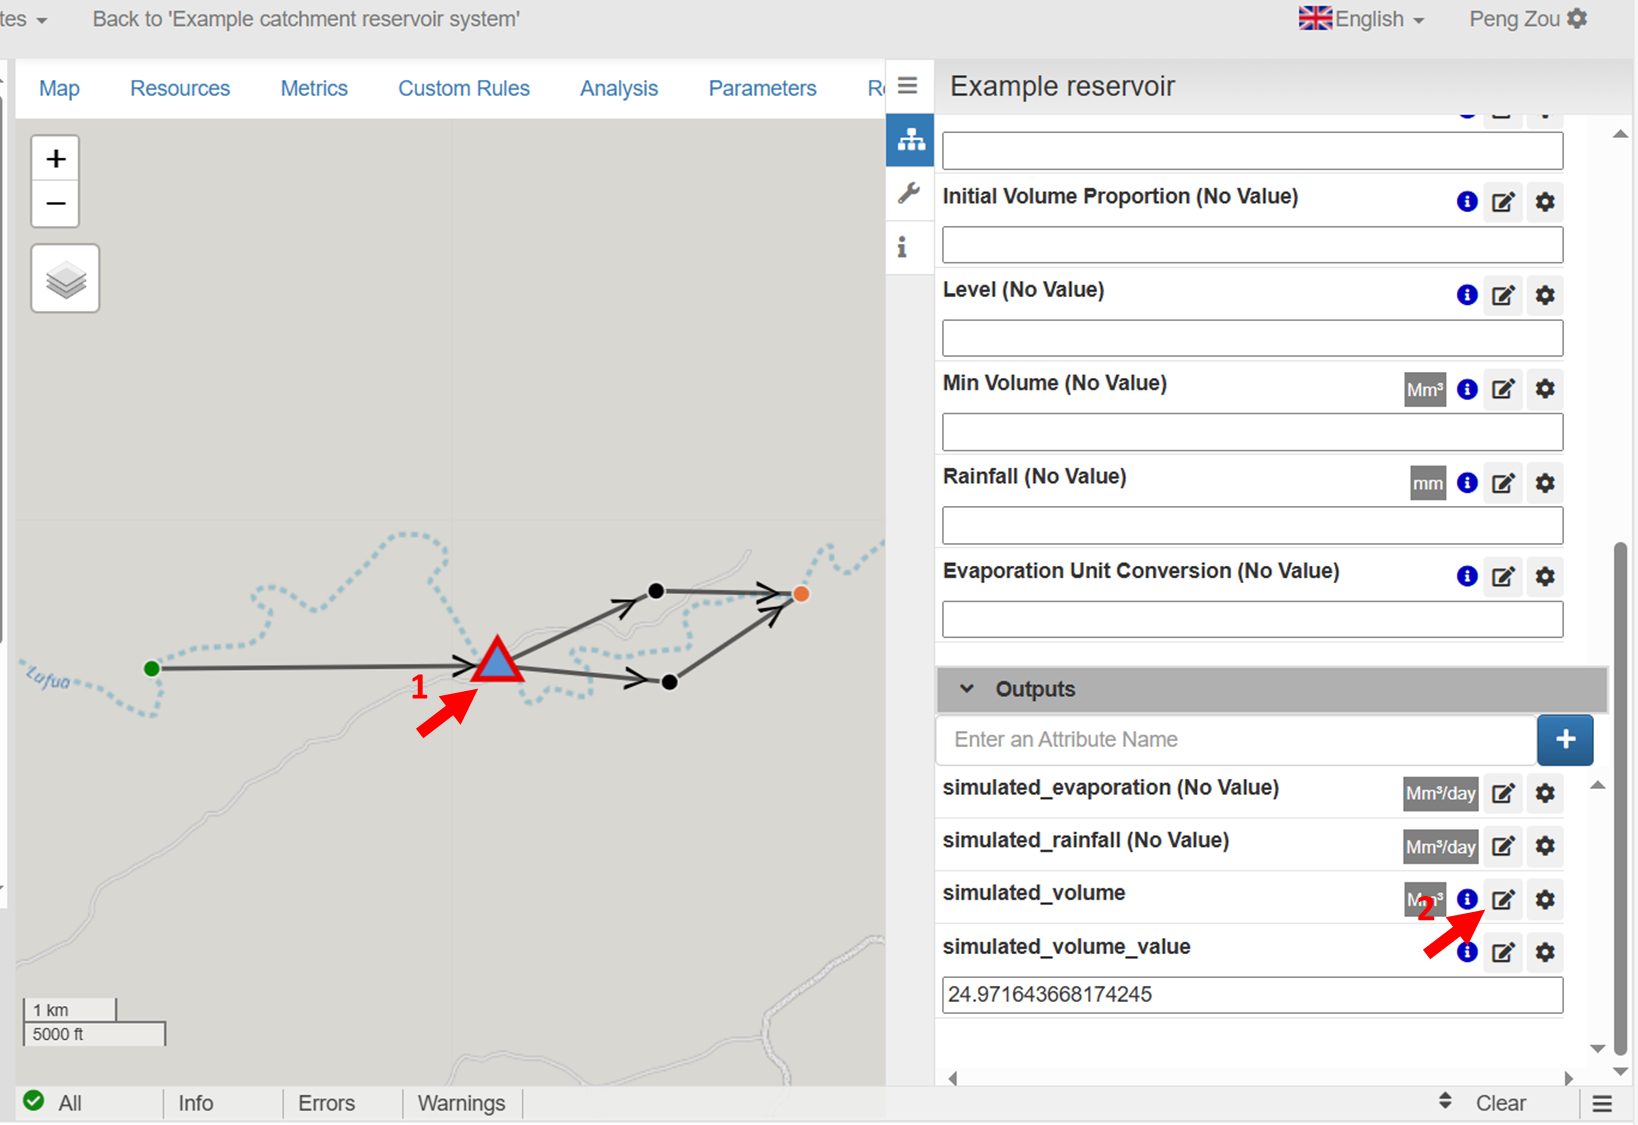 tes Back to 'Example catchment reservoir system' English Peng Zou
Map Resources Metrics Custom Rules Analysis Parameters
Example reservoir
+
−
Initial Volume Proportion (No Value)
Level (No Value)
Min Volume (No Value) Mm³
Rainfall (No Value) mm
Evaporation Unit Conversion (No Value)
Lufua
1
Outputs
Enter an Attribute Name +
simulated_evaporation (No Value) Mm³/day
simulated_rainfall (No Value) Mm³/day
simulated_volume Mm³
2
simulated_volume_value
24.971643668174245
1 km
5000 ft
All Info Errors Warnings Clear